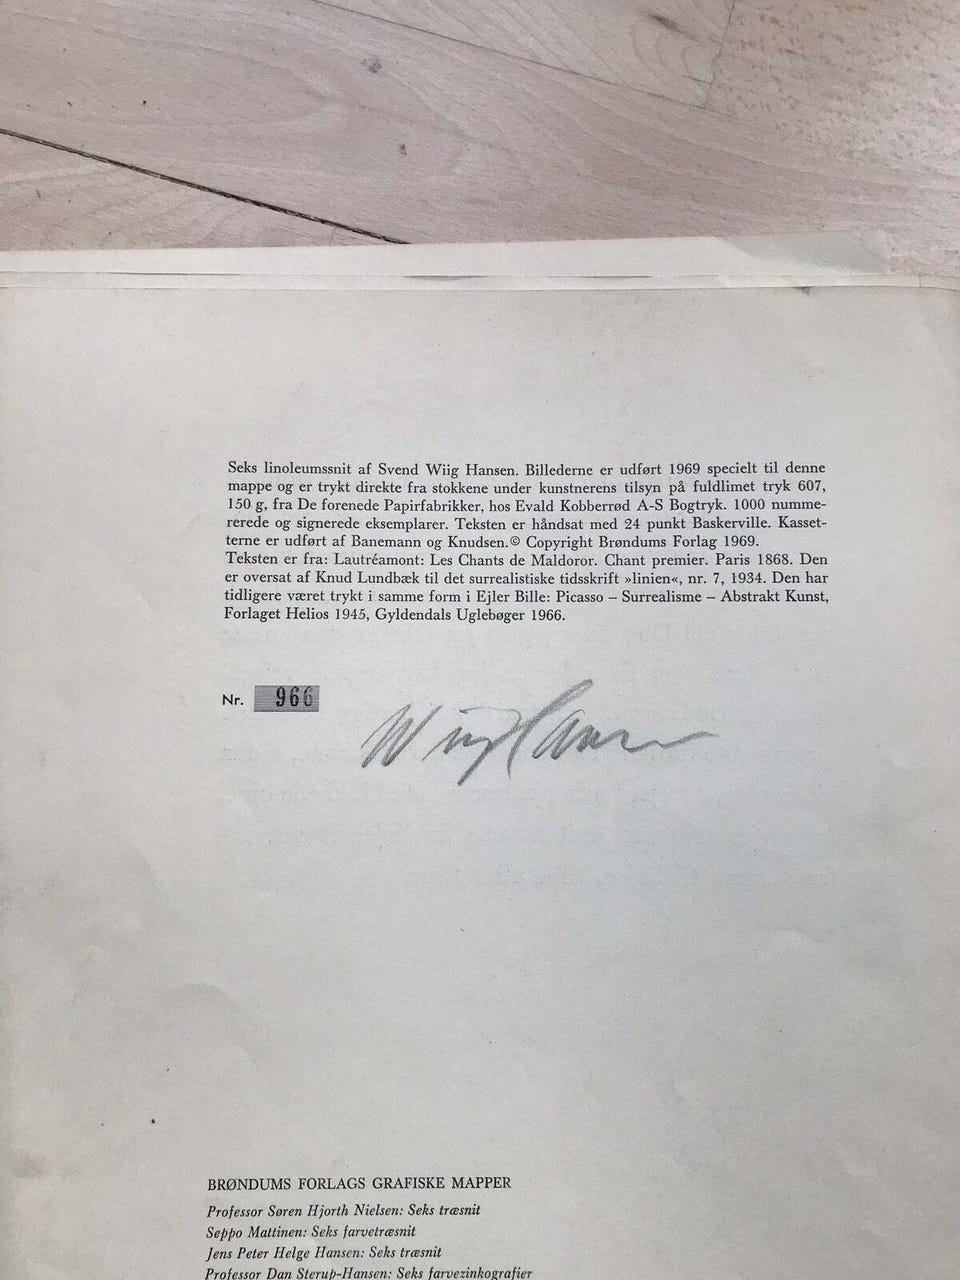 Seks linoleumssnit af Svend Wiig Hansen. Billederne er udført 1969 specielt til denne
mappe og er trykt direkte fra stokkene under kunstnerens tilsyn på fuldlimet tryk 607,
150 g, fra De forenede Papirfabrikker, hos Evald Kobberrød A-S Bogtryk. 1000 numme-
rerede og signerede eksemplarer. Teksten er håndsat med 24 punkt Baskerville. Kasset-
terne er udført af Banemann og Knudsen.© Copyright Brøndums Forlag 1969.
Teksten er fra: Lautréamont: Les Chants de Maldoror. Chant premier. Paris 1868. Den
er oversat af Knud Lundbæk til det surrealistiske tidsskrift »linien«, nr. 7, 1934. Den har
tidligere været trykt i samme form i Ejler Bille: Picasso – Surrealisme – Abstrakt Kunst,
Forlaget Helios 1945, Gyldendals Uglebøger 1966.
Nr. 966
Wiig Hansen
BRØNDUMS FORLAGS GRAFISKE MAPPER
Professor Søren Hjorth Nielsen: Seks træsnit
Seppo Mattinen: Seks farvetræsnit
Jens Peter Helge Hansen: Seks træsnit
Professor Dan Sterup-Hansen: Seks farvezinkografier